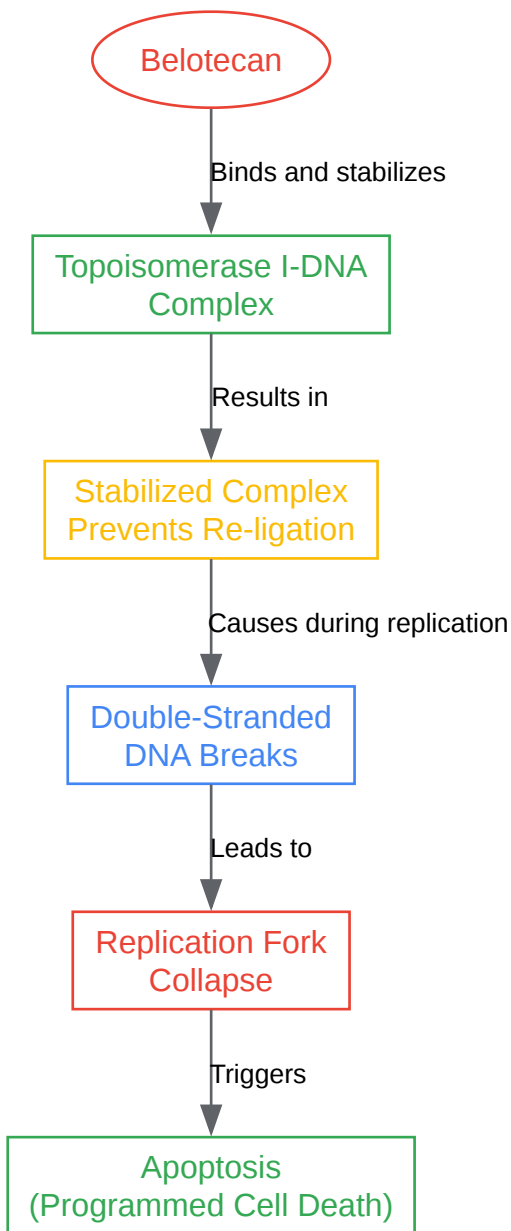 Belotecan
Binds and stabilizes
Topoisomerase I-DNA
Complex
Results in
Stabilized Complex
Prevents Re-ligation
Causes during replication
Double-Stranded
DNA Breaks
Leads to
Replication Fork
Collapse
Triggers
Apoptosis
(Programmed Cell Death)